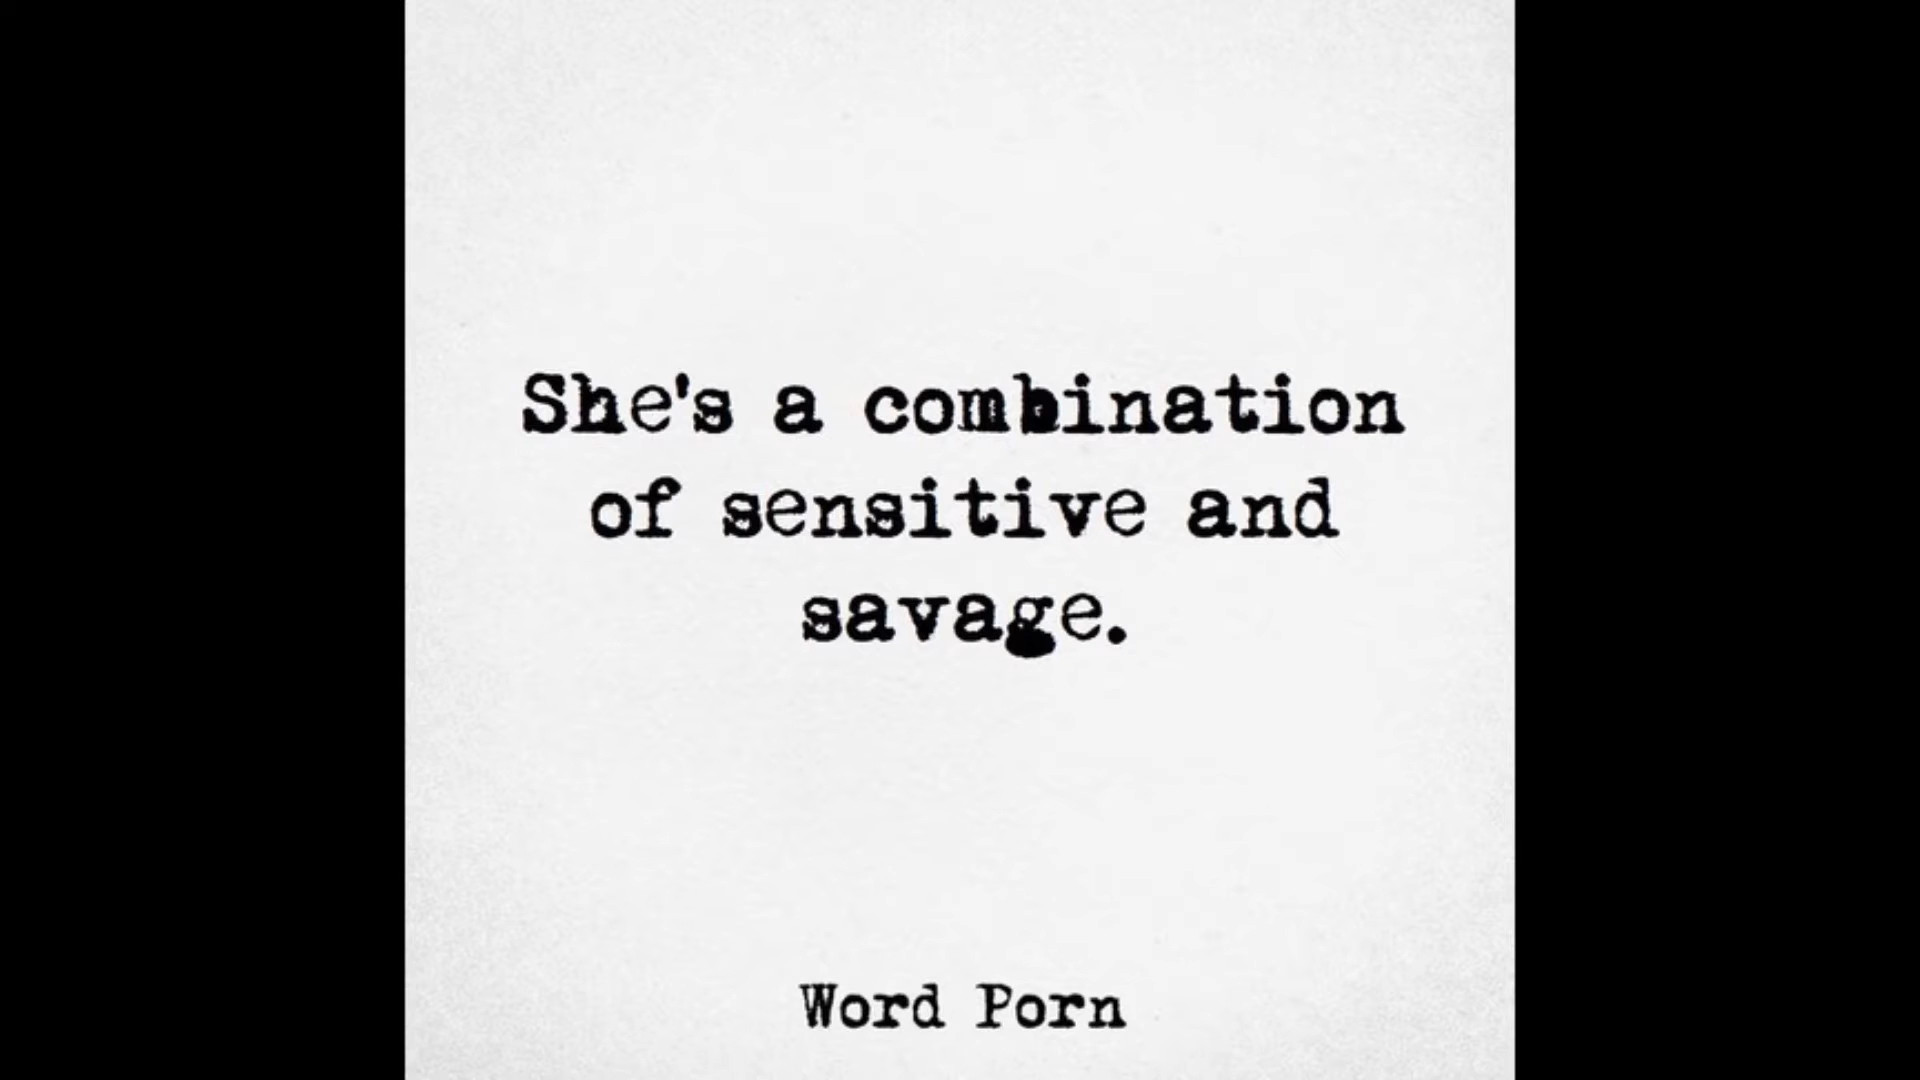 She's a combination
of sensitive and
savage.
Word Porn